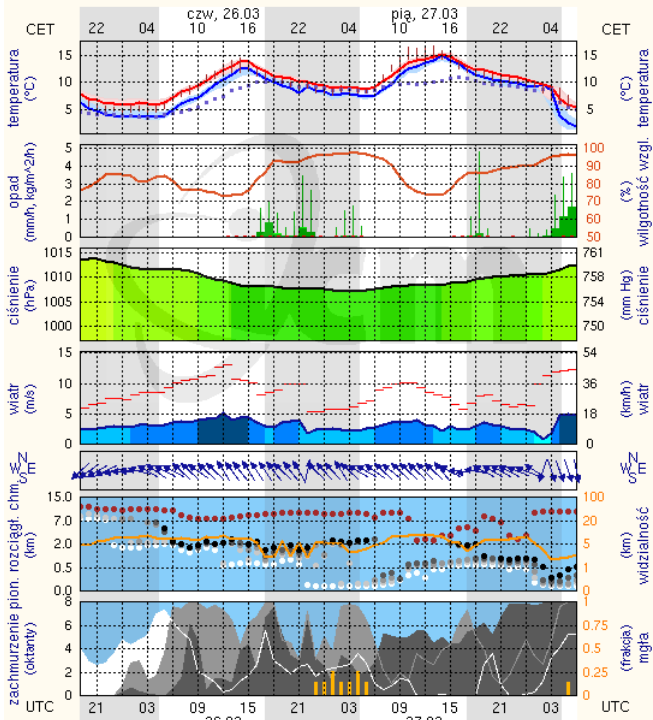 czw, 26.03 pią, 27.03
CET 22 04 10 16 22 04 10 16 22 04 CET
temperatura (°C) 15 10 5 15 10 5 (°C) temperatura
opad (mm/h, kg/m^2/h) 5 4 3 2 1 0 100 90 80 70 60 50 (%) wilgotność wzgl.
ciśnienie (hPa) 1015 1010 1005 1000 761 758 754 750 (mm Hg) ciśnienie
wiatr (m/s) 15 10 5 0 54 36 18 0 (km/h) wiatr
N W E S N W E S
pion. rozciągł. chm. (km) 15.0 7.0 2.0 0.5 0.0 100 20 5 1 0 (km) widzialność
zachmurzenie (oktanty) 8 6 4 2 0 1 0.75 0.5 0.25 0 (frakcja) mgła
UTC 21 03 09 15 21 03 09 15 21 03 UTC